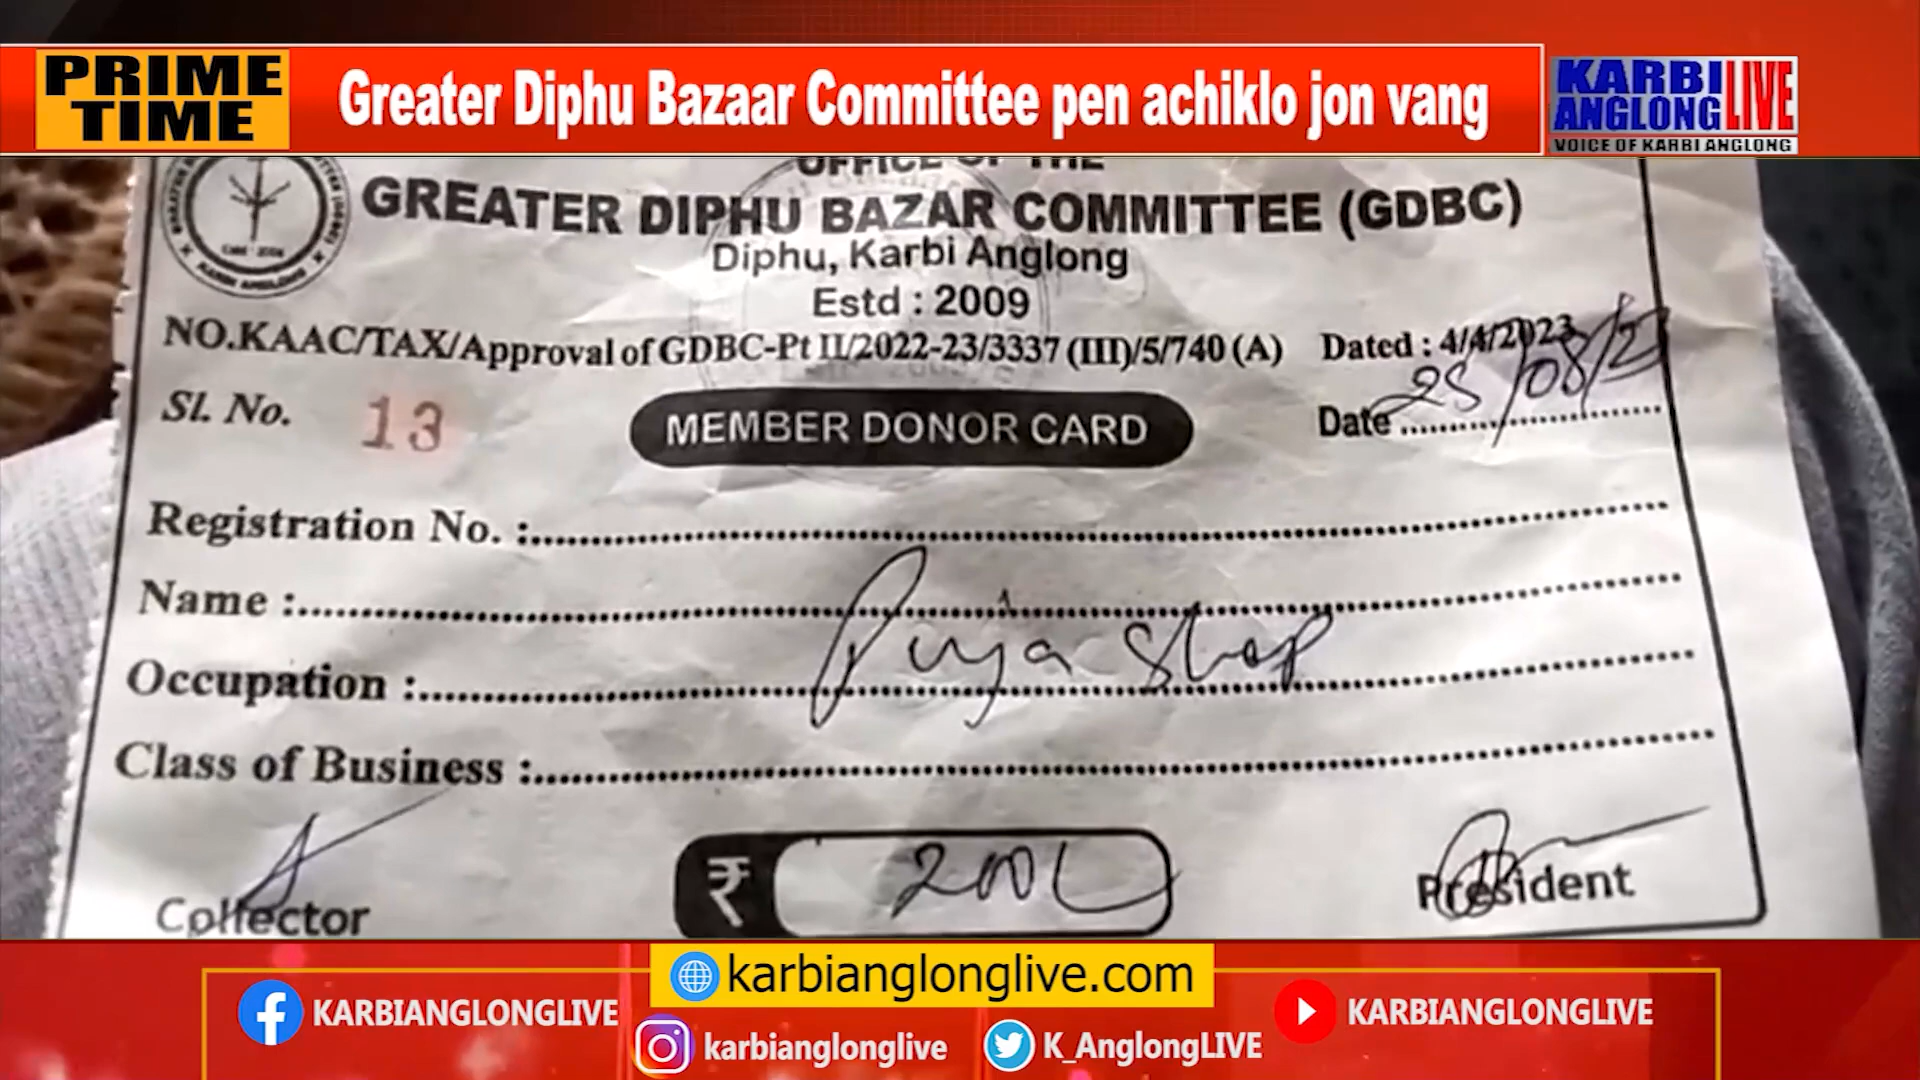 PRIME TIME
Greater Diphu Bazaar Committee pen achiklo jon vang
KARBI ANGLONG LIVE
VOICE OF KARBI ANGLONG
OFFICE OF THE
GREATER DIPHU BAZAR COMMITTEE (GDBC)
Diphu, Karbi Anglong
Estd : 2009
NO.KAAC/TAX/Approval of GDBC-Pt II/2022-23/3337 (III)/5/740 (A) Dated : 4/4/2023
Sl. No. 13
MEMBER DONOR CARD
Date 25/08/23
Registration No. :
Name : Puja Shop
Occupation :
Class of Business :
Collector
₹ 200/-
President
karbianglonglive.com
KARBIANGLONGLIVE
karbianglonglive
K_AnglongLIVE
KARBIANGLONGLIVE